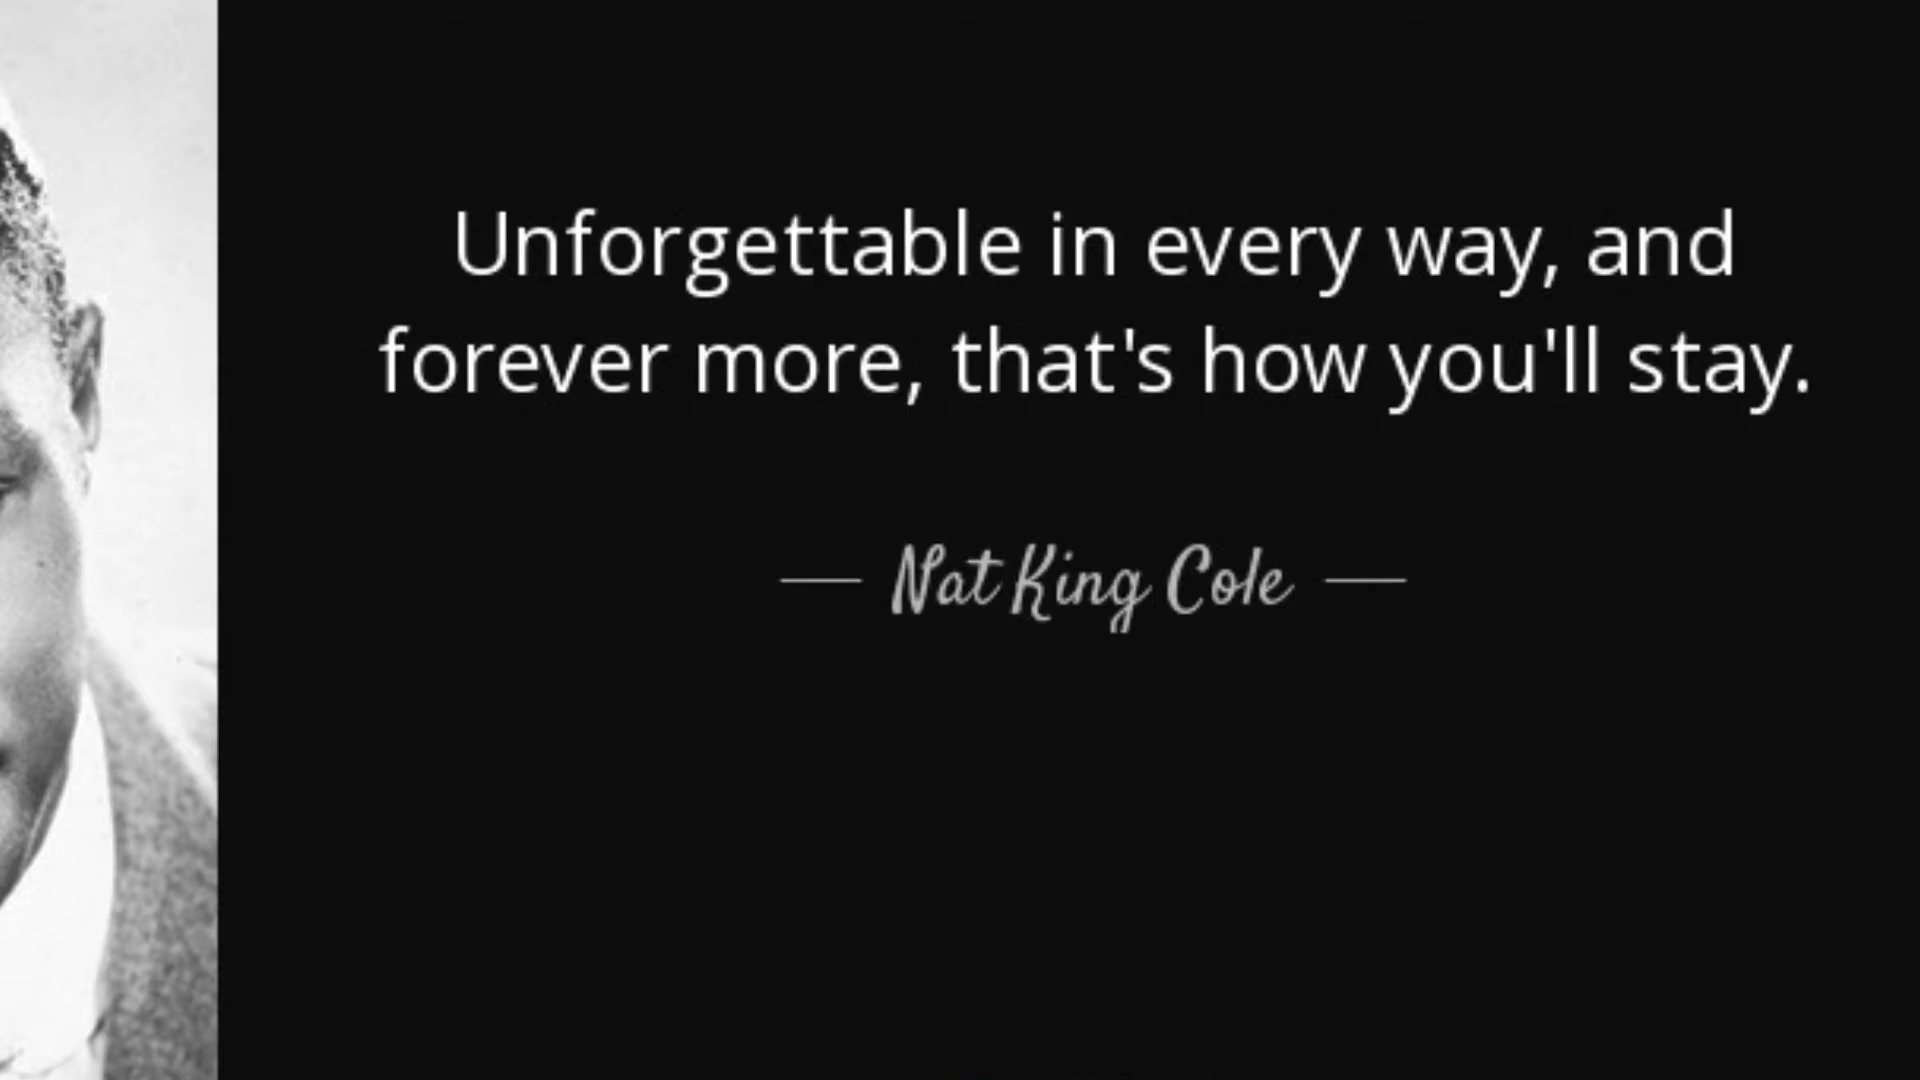 Unforgettable in every way, and
forever more, that's how you'll stay.
— Nat King Cole —